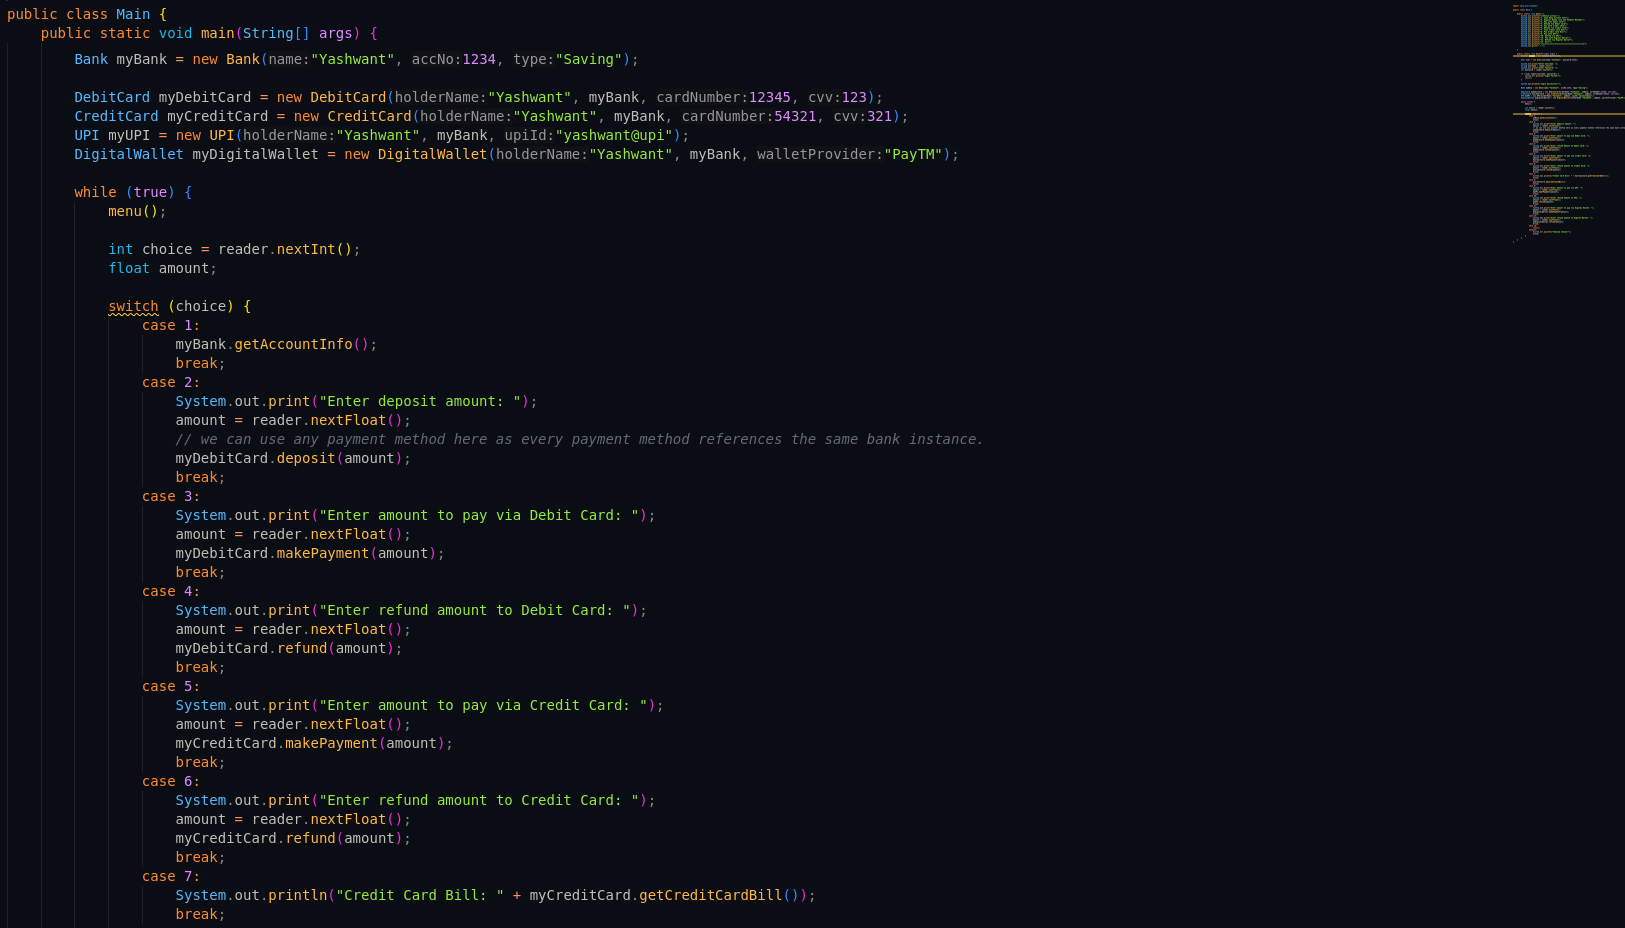 public class Main {
public static void main(String[] args) {
Bank myBank = new Bank(name:"Yashwant", accNo:1234, type:"Saving");
DebitCard myDebitCard = new DebitCard(holderName:"Yashwant", myBank, cardNumber:12345, cvv:123);
CreditCard myCreditCard = new CreditCard(holderName:"Yashwant", myBank, cardNumber:54321, cvv:321);
UPI myUPI = new UPI(holderName:"Yashwant", myBank, upiId:"yashwant@upi");
DigitalWallet myDigitalWallet = new DigitalWallet(holderName:"Yashwant", myBank, walletProvider:"PayTM");
while (true) {
menu();
int choice = reader.nextInt();
float amount;
switch (choice) {
case 1:
myBank.getAccountInfo();
break;
case 2:
System.out.print("Enter deposit amount: ");
amount = reader.nextFloat();
// we can use any payment method here as every payment method references the same bank instance.
myDebitCard.deposit(amount);
break;
case 3:
System.out.print("Enter amount to pay via Debit Card: ");
amount = reader.nextFloat();
myDebitCard.makePayment(amount);
break;
case 4:
System.out.print("Enter refund amount to Debit Card: ");
amount = reader.nextFloat();
myDebitCard.refund(amount);
break;
case 5:
System.out.print("Enter amount to pay via Credit Card: ");
amount = reader.nextFloat();
myCreditCard.makePayment(amount);
break;
case 6:
System.out.print("Enter refund amount to Credit Card: ");
amount = reader.nextFloat();
myCreditCard.refund(amount);
break;
case 7:
System.out.println("Credit Card Bill: " + myCreditCard.getCreditCardBill());
break;